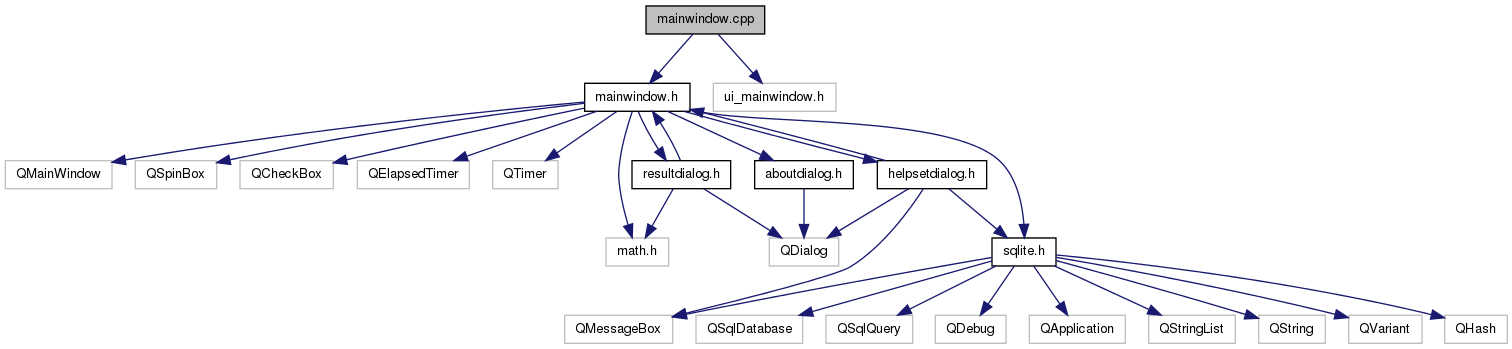 mainwindow.cpp
mainwindow.h
ui_mainwindow.h
QMainWindow
QSpinBox
QCheckBox
QElapsedTimer
QTimer
resultdialog.h
aboutdialog.h
helpsetdialog.h
math.h
QDialog
sqlite.h
QMessageBox
QSqlDatabase
QSqlQuery
QDebug
QApplication
QStringList
QString
QVariant
QHash